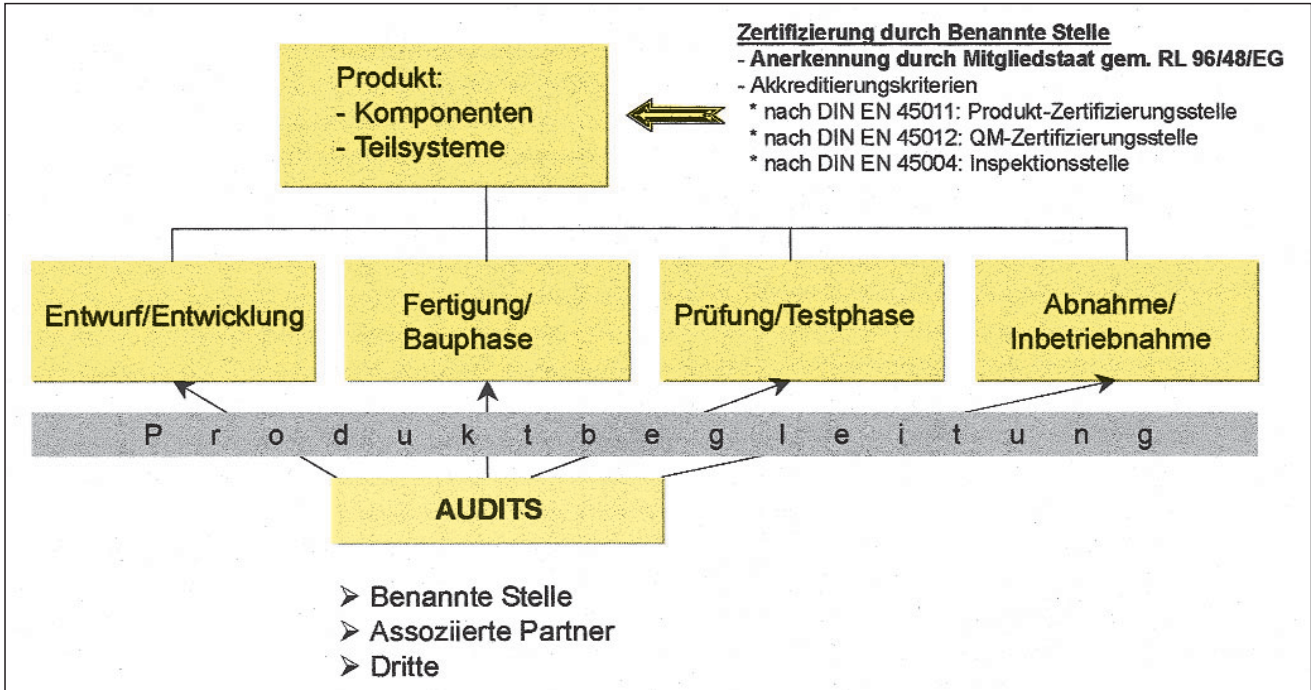 Zertifizierung durch Benannte Stelle
- Anerkennung durch Mitgliedstaat gem. RL 96/48/EG
- Akkreditierungskriterien
* nach DIN EN 45011: Produkt-Zertifizierungsstelle
* nach DIN EN 45012: QM-Zertifizierungsstelle
* nach DIN EN 45004: Inspektionsstelle
Produkt:
- Komponenten
- Teilsysteme
Entwurf/Entwicklung
Fertigung/
Bauphase
Prüfung/Testphase
Abnahme/
Inbetriebnahme
Produktbegleitung
AUDITS
➢ Benannte Stelle
➢ Assoziierte Partner
➢ Dritte